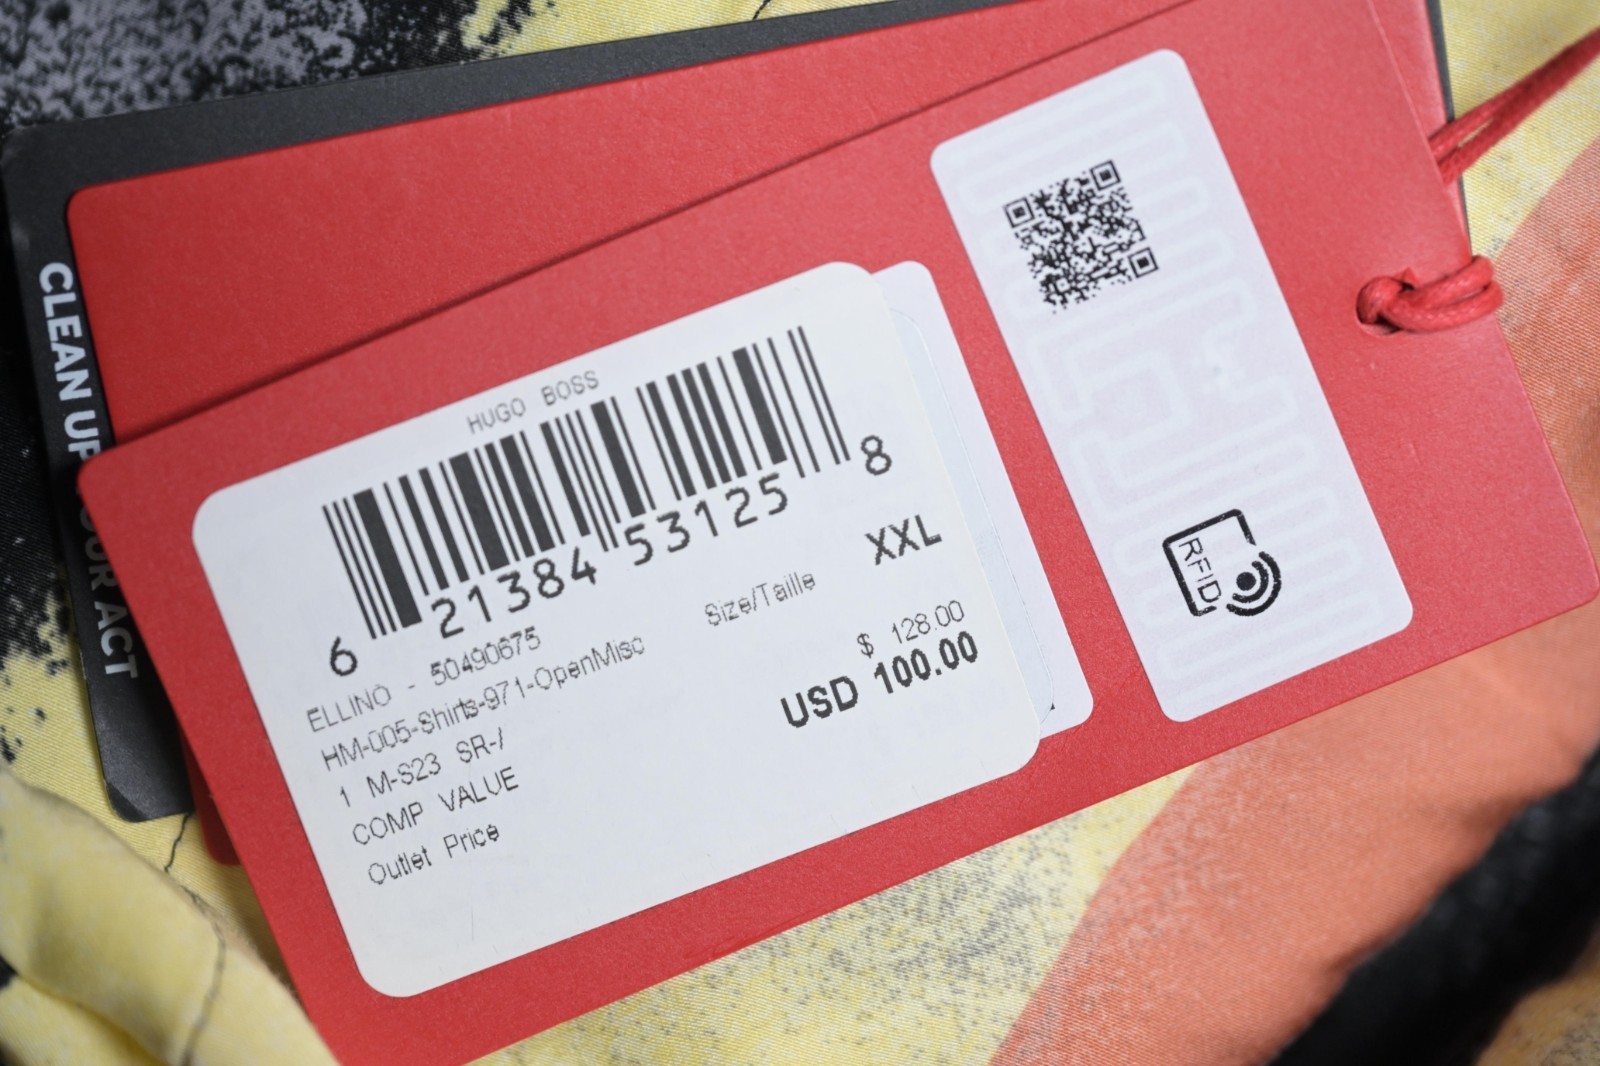 HUGO BOSS
6 21384 53125 8
ELLINO - 50490675
HM-005-Shirts-971-OpenMisc
Size/Taille XXL
1 M-S23 SR-/
COMP VALUE $ 128.00
Outlet Price USD 100.00
RFID
CLEAN UP OUR ACT